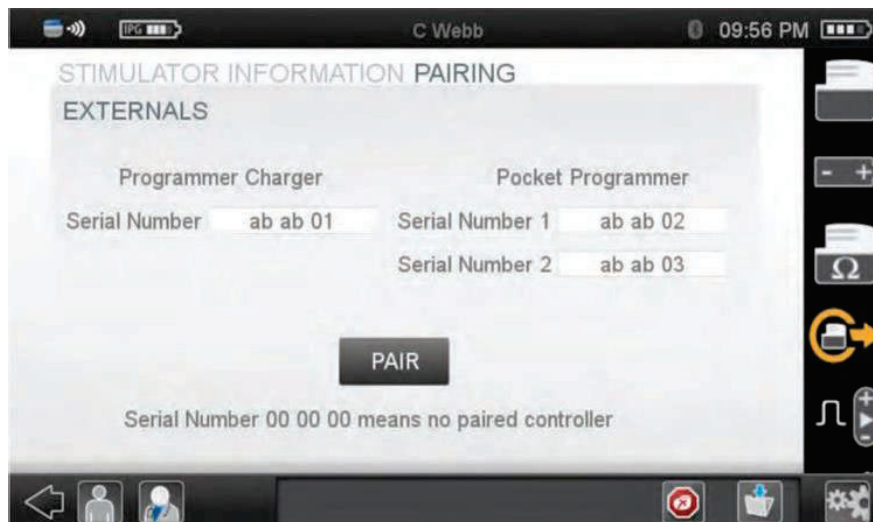 IPG C Webb 09:56 PM
STIMULATOR INFORMATION PAIRING
EXTERNALS
Programmer Charger Pocket Programmer
Serial Number ab ab 01 Serial Number 1 ab ab 02
Serial Number 2 ab ab 03
PAIR
Serial Number 00 00 00 means no paired controller
- +
Ω
+
-